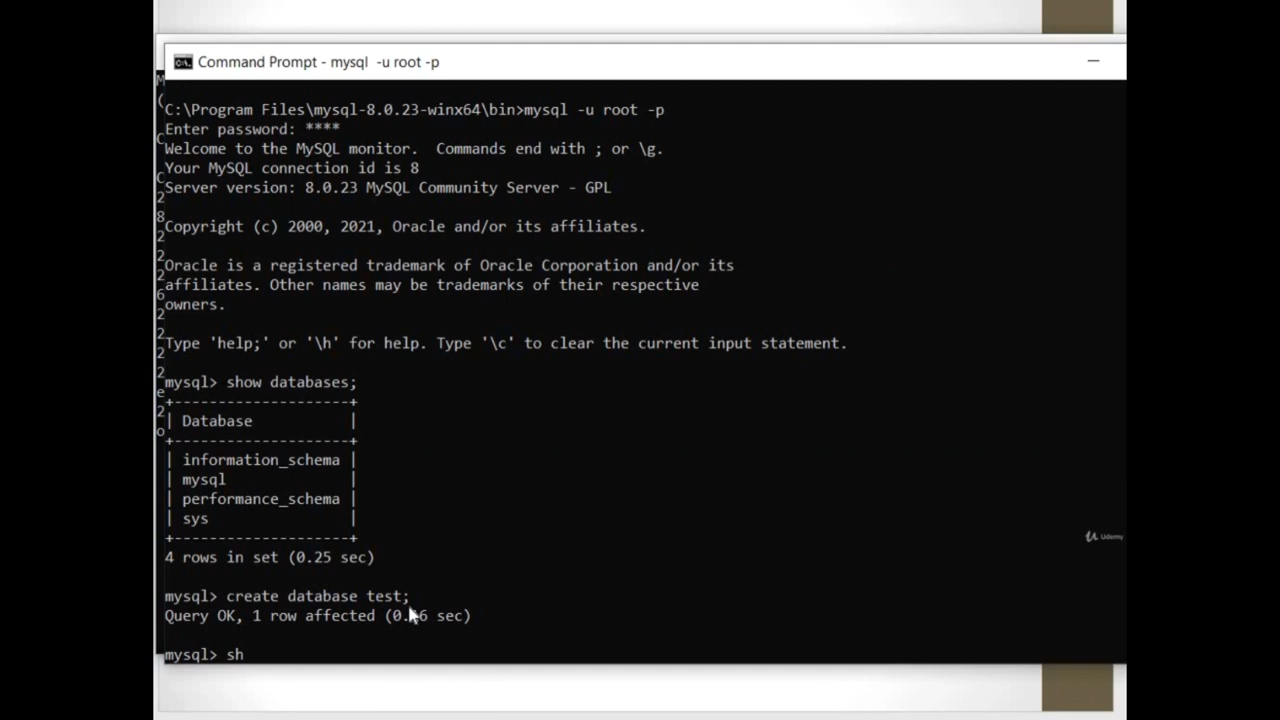 Command Prompt - mysql -u root -p
C:\Program Files\mysql-8.0.23-winx64\bin>mysql -u root -p
Enter password: ****
Welcome to the MySQL monitor.  Commands end with ; or \g.
Your MySQL connection id is 8
Server version: 8.0.23 MySQL Community Server - GPL
Copyright (c) 2000, 2021, Oracle and/or its affiliates.
Oracle is a registered trademark of Oracle Corporation and/or its
affiliates. Other names may be trademarks of their respective
owners.
Type 'help;' or '\h' for help. Type '\c' to clear the current input statement.
mysql> show databases;
+--------------------+
| Database           |
+--------------------+
| information_schema |
| mysql              |
| performance_schema |
| sys                |
+--------------------+
4 rows in set (0.25 sec)
mysql> create database test;
Query OK, 1 row affected sec)
mysql> sh
Udemy